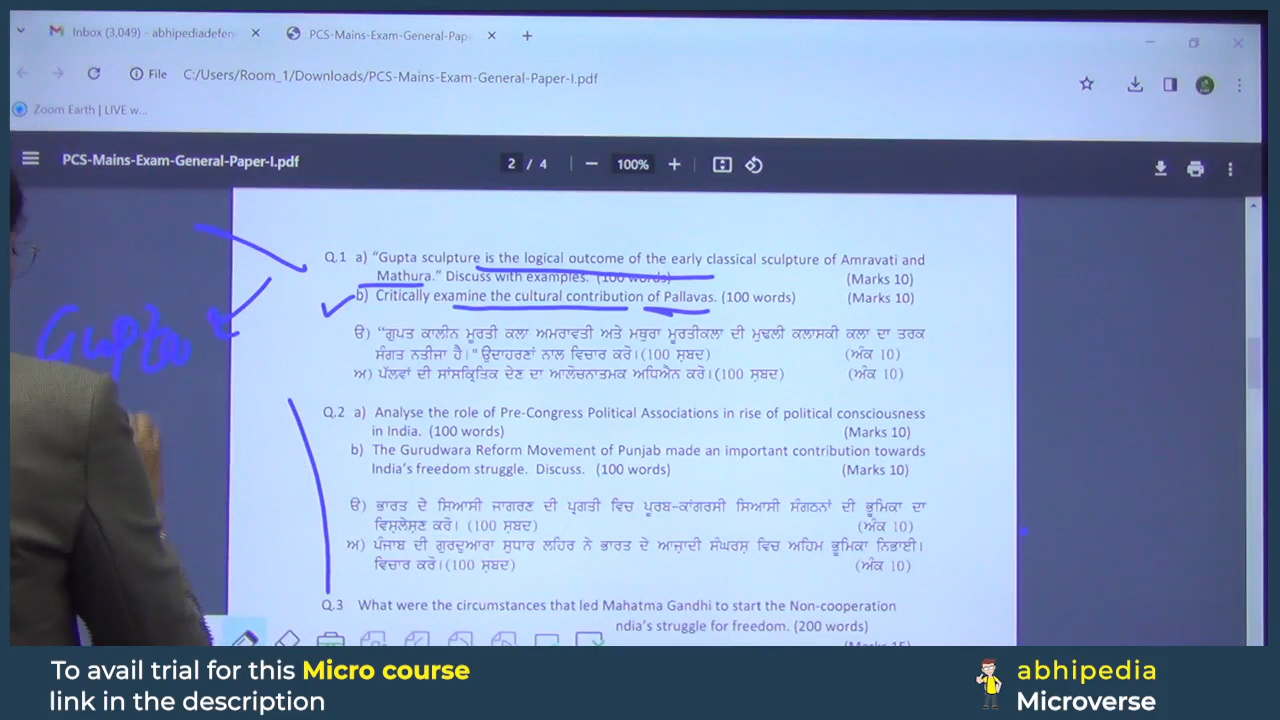 Inbox (3,049) - abhipediadefen
PCS-Mains-Exam-General-Pap
File C:/Users/Room_1/Downloads/PCS-Mains-Exam-General-Paper-I.pdf
Zoom Earth | LIVE w...
PCS-Mains-Exam-General-Paper-I.pdf
2 / 4
100%
Q.1 a) "Gupta sculpture is the logical outcome of the early classical sculpture of Amravati and
Mathura." Discuss with examples. (100 words) (Marks 10)
b) Critically examine the cultural contribution of Pallavas. (100 words) (Marks 10)
ੳ) "ਗੁਪਤ ਕਾਲੀਨ ਮੂਰਤੀ ਕਲਾ ਅਮਰਾਵਤੀ ਅਤੇ ਮਥੁਰਾ ਮੂਰਤੀਕਲਾ ਦੀ ਮੁਢਲੀ ਕਲਾਸਕੀ ਕਲਾ ਦਾ ਤਰਕ
ਸੰਗਤ ਨਤੀਜਾ ਹੈ।" ਉਦਾਹਰਣਾਂ ਨਾਲ ਵਿਚਾਰ ਕਰੋ। (100 ਸ਼ਬਦ) (ਅੰਕ 10)
ਅ) ਪੱਲਵਾਂ ਦੀ ਸਾਂਸਕ੍ਰਿਤਿਕ ਦੇਣ ਦਾ ਆਲੋਚਨਾਤਮਕ ਅਧਿਐਨ ਕਰੋ। (100 ਸ਼ਬਦ) (ਅੰਕ 10)
Gupta
Q.2 a) Analyse the role of Pre-Congress Political Associations in rise of political consciousness
in India. (100 words) (Marks 10)
b) The Gurudwara Reform Movement of Punjab made an important contribution towards
India's freedom struggle. Discuss. (100 words) (Marks 10)
ੳ) ਭਾਰਤ ਦੇ ਸਿਆਸੀ ਜਾਗਰਣ ਦੀ ਪ੍ਰਗਤੀ ਵਿਚ ਪੂਰਬ-ਕਾਂਗਰਸੀ ਸਿਆਸੀ ਸੰਗਠਨਾਂ ਦੀ ਭੂਮਿਕਾ ਦਾ
ਵਿਸ਼ਲੇਸ਼ਣ ਕਰੋ। (100 ਸ਼ਬਦ) (ਅੰਕ 10)
ਅ) ਪੰਜਾਬ ਦੀ ਗੁਰਦੁਆਰਾ ਸੁਧਾਰ ਲਹਿਰ ਨੇ ਭਾਰਤ ਦੇ ਆਜ਼ਾਦੀ ਸੰਘਰਸ਼ ਵਿਚ ਅਹਿਮ ਭੂਮਿਕਾ ਨਿਭਾਈ।
ਵਿਚਾਰ ਕਰੋ। (100 ਸ਼ਬਦ) (ਅੰਕ 10)
Q.3 What were the circumstances that led Mahatma Gandhi to start the Non-cooperation
ndia's struggle for freedom. (200 words)
To avail trial for this Micro course
link in the description
abhipedia
Microverse